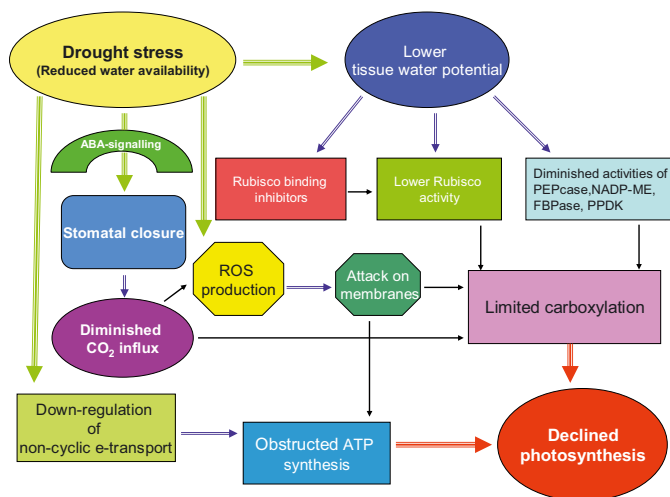 Drought stress
(Reduced water availability)
Lower
tissue water potential
ABA-signalling
Rubisco binding
inhibitors
Lower Rubisco
activity
Diminished activities of
PEPcase,NADP-ME,
FBPase, PPDK
Stomatal closure
ROS
production
Attack on
membranes
Limited carboxylation
Diminished
CO₂ influx
Down-regulation
of
non-cyclic e-transport
Obstructed ATP
synthesis
Declined
photosynthesis